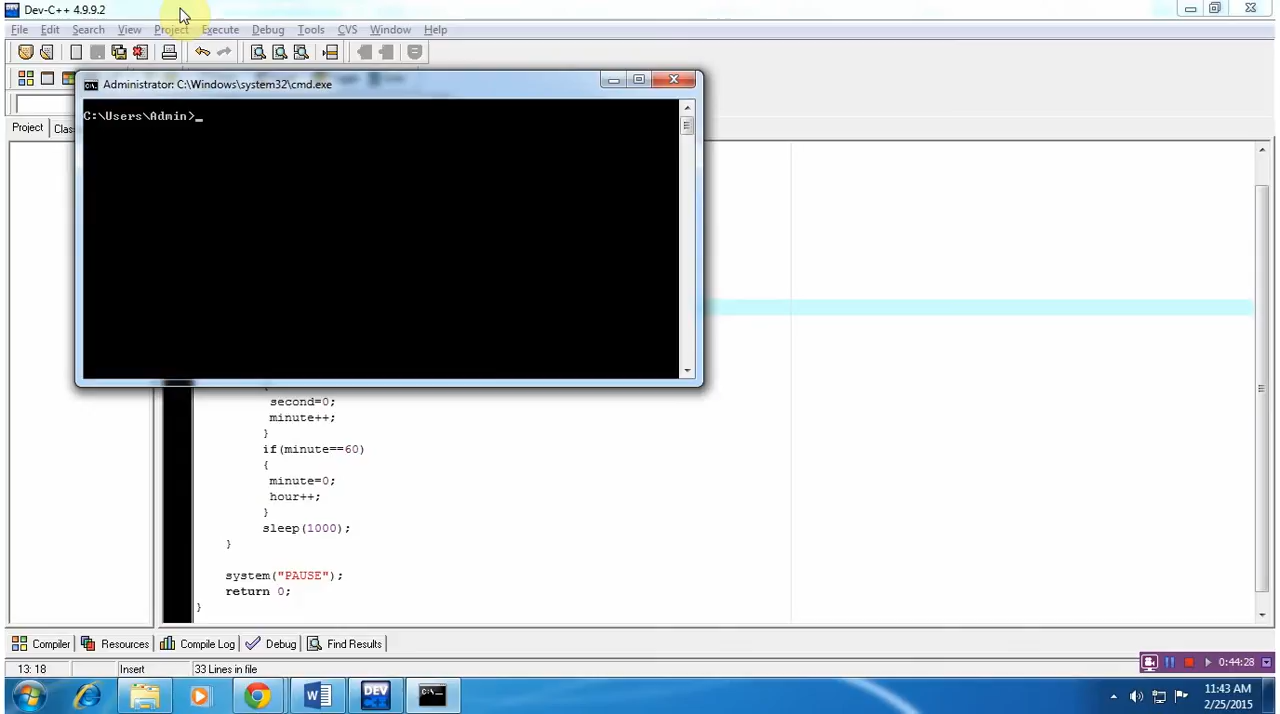 Dev-C++ 4.9.9.2
File Edit Search View Project Execute Debug Tools CVS Window Help
Administrator: C:\Windows\system32\cmd.exe
C:\Users\Admin>_
Project Clas
{
second=0;
minute++;
}
if(minute==60)
{
minute=0;
hour++;
}
sleep(1000);
}
system("PAUSE");
return 0;
}
Compiler Resources Compile Log Debug Find Results
13: 18 Insert 33 Lines in file
0:44:28
DEV
11:43 AM
2/25/2015